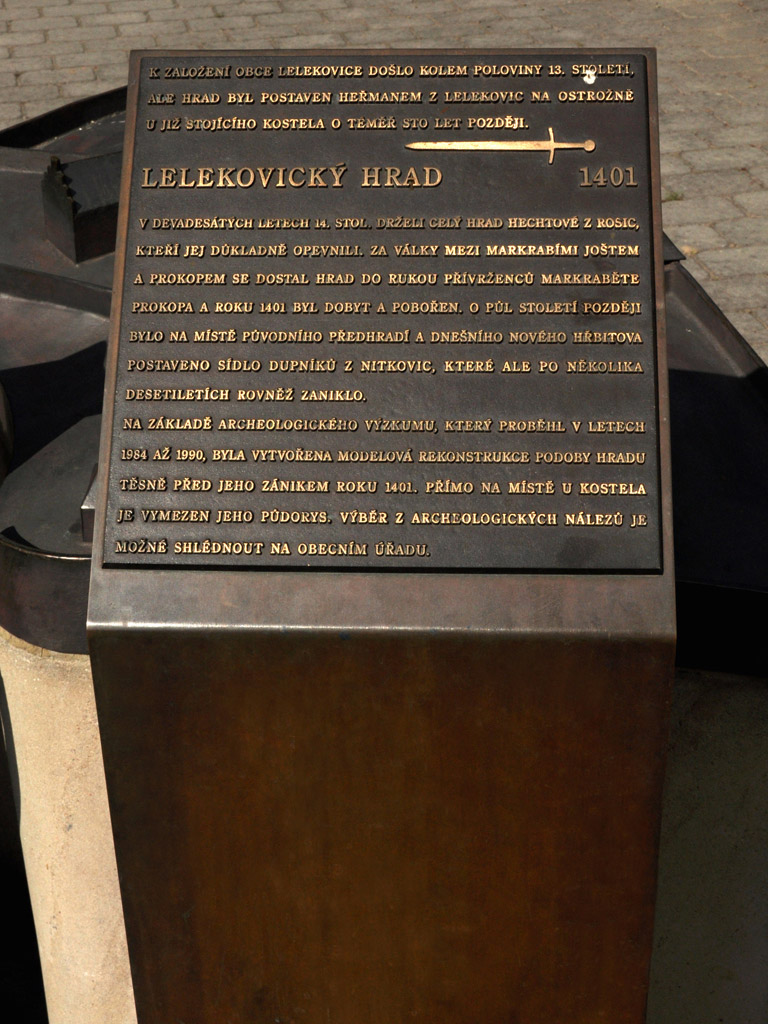 K ZALOŽENÍ OBCE LELEKOVICE DOŠLO KOLEM POLOVINY 13. STOLETÍ,
ALE HRAD BYL POSTAVEN HEŘMANEM Z LELEKOVIC NA OSTROŽNĚ
U JIŽ STOJÍCÍHO KOSTELA O TÉMĚŘ STO LET POZDĚJI.
LELEKOVICKÝ HRAD 1401
V DEVADESÁTÝCH LETECH 14. STOL. DRŽELI CELÝ HRAD HECHTOVÉ Z ROSIC,
KTEŘÍ JEJ DŮKLADNĚ OPEVNILI. ZA VÁLKY MEZI MARKRABÍMI JOŠTEM
A PROKOPEM SE DOSTAL HRAD DO RUKOU PŘÍVRŽENCŮ MARKRABĚTE
PROKOPA A ROKU 1401 BYL DOBYT A POBOŘEN. O PŮL STOLETÍ POZDĚJI
BYLO NA MÍSTĚ PŮVODNÍHO PŘEDHRADÍ A DNEŠNÍHO NOVÉHO HŘBITOVA
POSTAVENO SÍDLO DUPNÍKŮ Z NITKOVIC, KTERÉ ALE PO NĚKOLIKA
DESETILETÍCH ROVNĚŽ ZANIKLO.
NA ZÁKLADĚ ARCHEOLOGICKÉHO VÝZKUMU, KTERÝ PROBĚHL V LETECH
1984 AŽ 1990, BYLA VYTVOŘENA MODELOVÁ REKONSTRUKCE PODOBY HRADU
TĚSNĚ PŘED JEHO ZÁNIKEM ROKU 1401. PŘÍMO NA MÍSTĚ U KOSTELA
JE VYMEZEN JEHO PŮDORYS. VÝBĚR Z ARCHEOLOGICKÝCH NÁLEZŮ JE
MOŽNÉ SHLÉDNOUT NA OBECNÍM ÚŘADU.